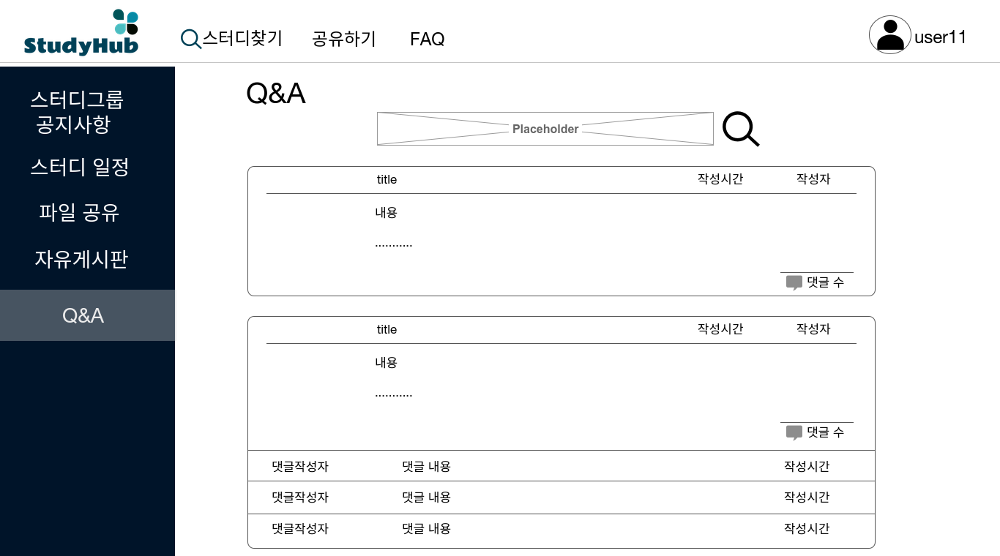 StudyHub
스터디찾기 공유하기 FAQ user11
스터디그룹
공지사항
스터디 일정
파일 공유
자유게시판
Q&A
Q&A
Placeholder
title 작성시간 작성자
내용
...........
댓글 수
title 작성시간 작성자
내용
...........
댓글 수
댓글작성자 댓글 내용 작성시간
댓글작성자 댓글 내용 작성시간
댓글작성자 댓글 내용 작성시간